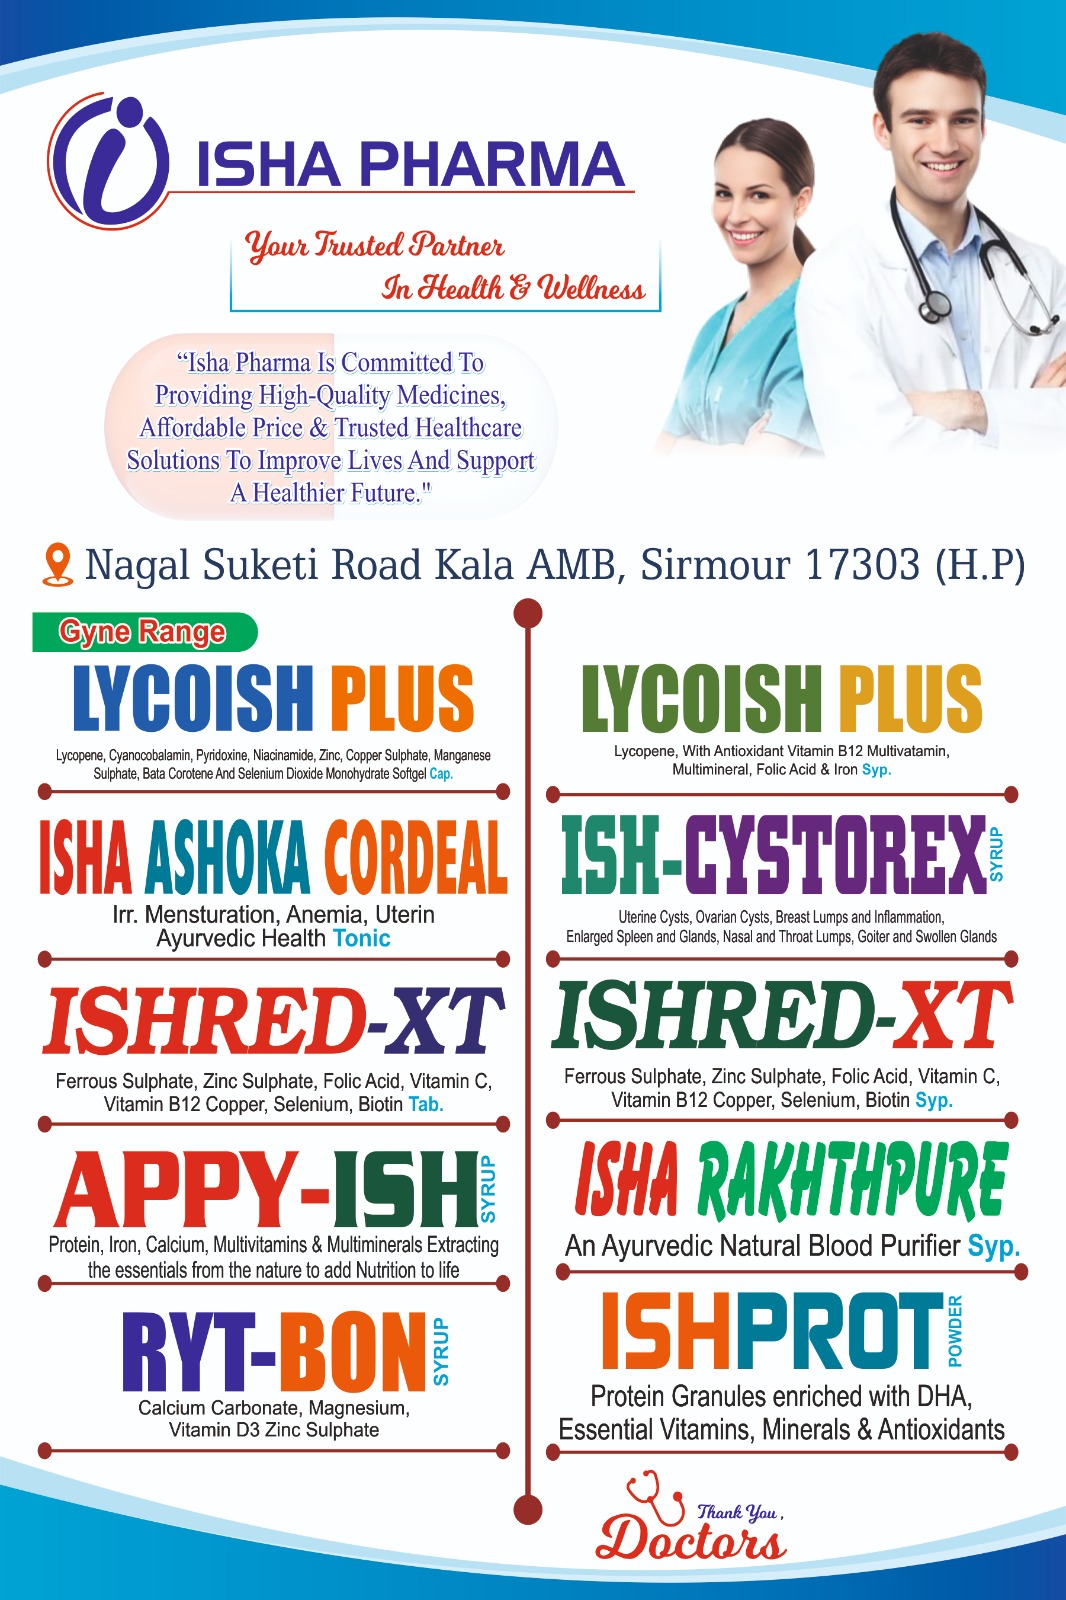 ISHA PHARMA
Your Trusted Partner
In Health & Wellness
“Isha Pharma Is Committed To
Providing High-Quality Medicines,
Affordable Price & Trusted Healthcare
Solutions To Improve Lives And Support
A Healthier Future."
Nagal Suketi Road Kala AMB, Sirmour 17303 (H.P)
Gyne Range
LYCOISH PLUS
Lycopene, Cyanocobalamin, Pyridoxine, Niacinamide, Zinc, Copper Sulphate, Manganese
Sulphate, Bata Corotene And Selenium Dioxide Monohydrate Softgel Cap.
ISHA ASHOKA CORDEAL
Irr. Mensturation, Anemia, Uterin
Ayurvedic Health Tonic
ISHRED-XT
Ferrous Sulphate, Zinc Sulphate, Folic Acid, Vitamin C,
Vitamin B12 Copper, Selenium, Biotin Tab.
APPY-ISH SYRUP
Protein, Iron, Calcium, Multivitamins & Multiminerals Extracting
the essentials from the nature to add Nutrition to life
RYT-BON SYRUP
Calcium Carbonate, Magnesium,
Vitamin D3 Zinc Sulphate
LYCOISH PLUS
Lycopene, With Antioxidant Vitamin B12 Multivatamin,
Multimineral, Folic Acid & Iron Syp.
ISH-CYSTOREX SYRUP
Uterine Cysts, Ovarian Cysts, Breast Lumps and Inflammation,
Enlarged Spleen and Glands, Nasal and Throat Lumps, Goiter and Swollen Glands
ISHRED-XT
Ferrous Sulphate, Zinc Sulphate, Folic Acid, Vitamin C,
Vitamin B12 Copper, Selenium, Biotin Syp.
ISHA RAKHTHPURE
An Ayurvedic Natural Blood Purifier Syp.
ISHPROT POWDER
Protein Granules enriched with DHA,
Essential Vitamins, Minerals & Antioxidants
Thank You,
Doctors